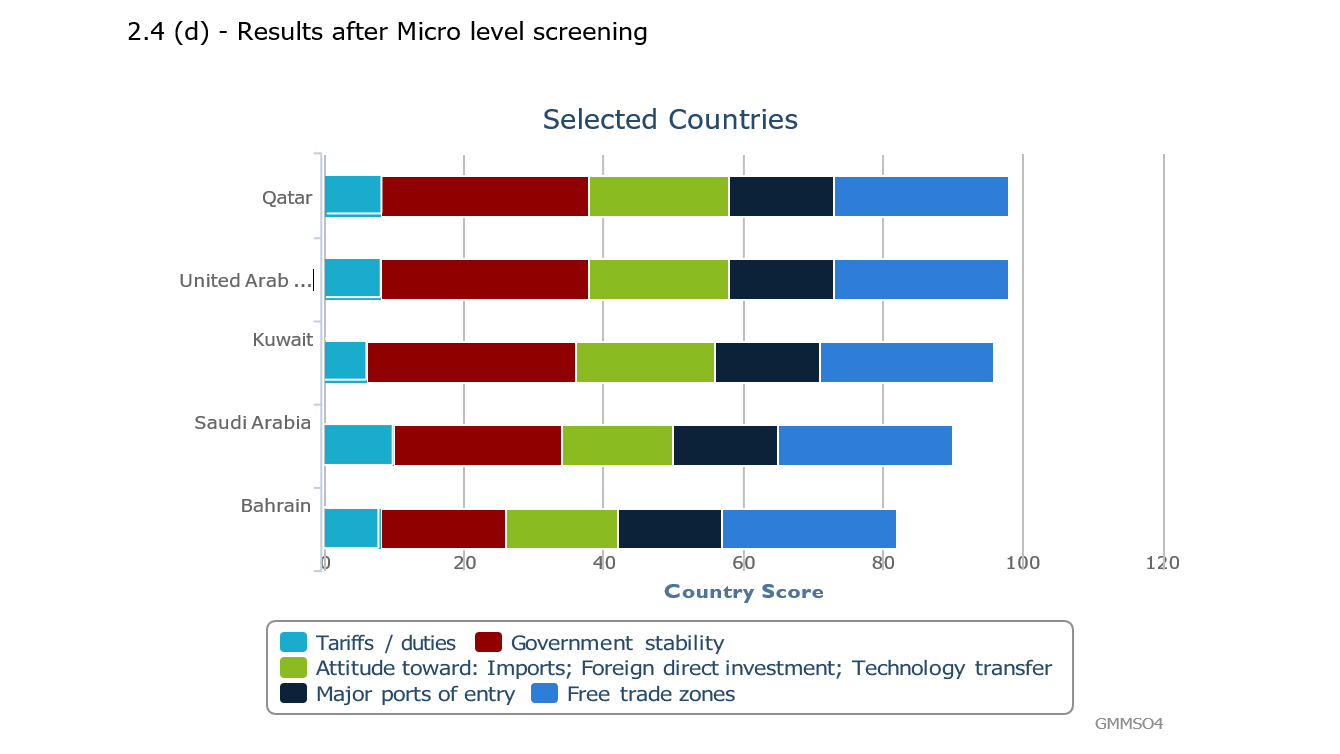 2.4 (d) - Results after Micro level screening
Selected Countries
Qatar
United Arab ...
Kuwait
Saudi Arabia
Bahrain
0 20 40 60 80 100 120
Country Score
Tariffs / duties Government stability
Attitude toward: Imports; Foreign direct investment; Technology transfer
Major ports of entry Free trade zones
GMMSO4